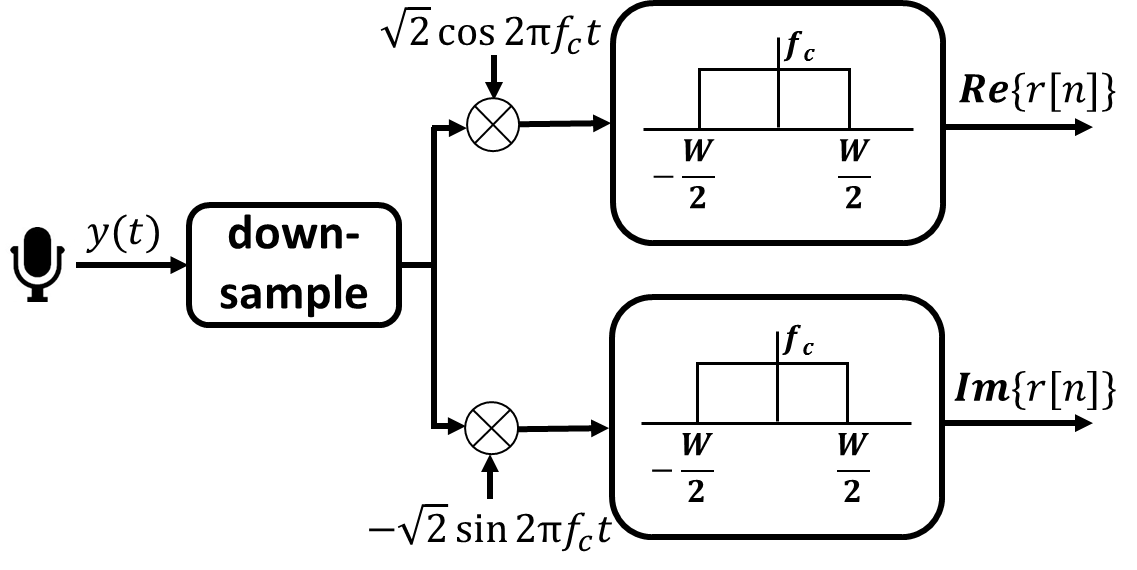 √2 cos 2πf_c t
f_c
−W/2
W/2
Re{r[n]}
y(t)
down-
sample
f_c
−W/2
W/2
Im{r[n]}
−√2 sin 2πf_c t